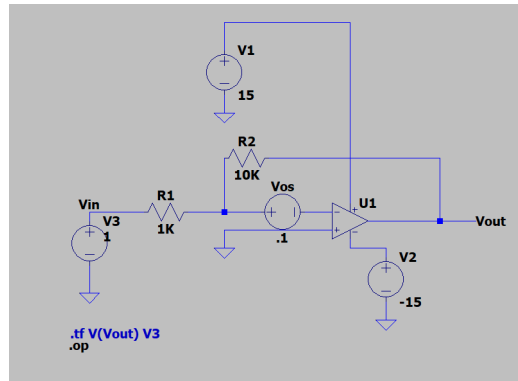 V1
15
R2
10K
Vos
.1
U1
R1
1K
Vin
V3
1
Vout
V2
-15
.tf V(Vout) V3
.op